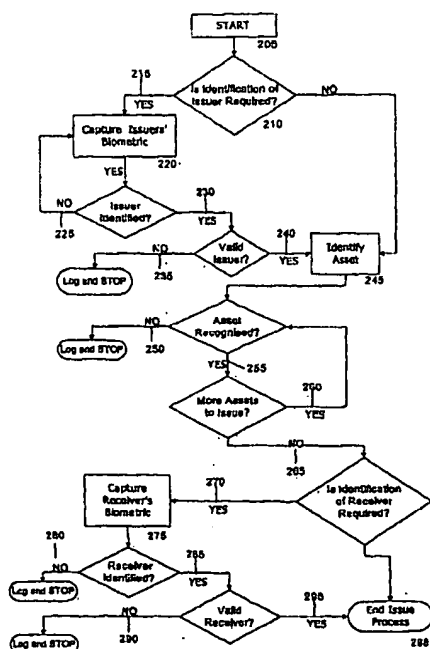 START
205
215
Is Identification of
Issuer Required?
NO
YES
210
Capture Issuers'
Biometric
220
YES
NO
Issuer
Identified?
230
YES
225
Valid
Issuer?
240
YES
Identify
Asset
245
NO
235
Log and STOP
Asset
Recognised?
NO
250
Log and STOP
YES
255
More Assets
to Issue?
260
YES
NO
265
Is Identification
of Receiver
Required?
270
YES
Capture
Receiver's
Biometric
275
280
NO
Receiver
Identified?
285
YES
Log and STOP
NO
290
Valid
Receiver?
295
YES
End Issue
Process
Log and STOP